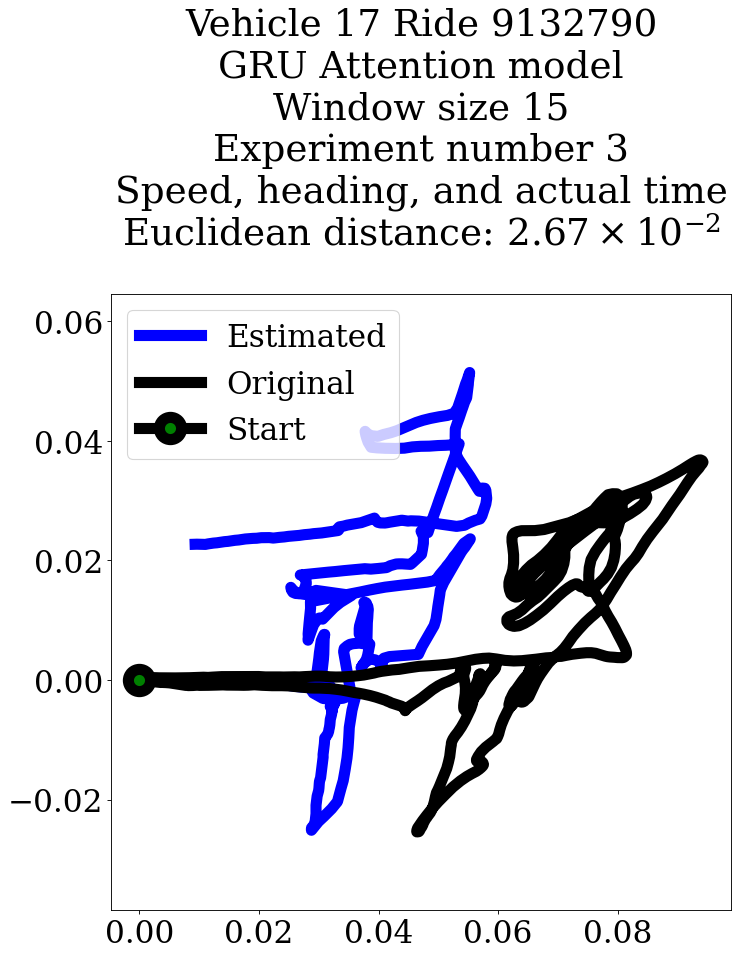 Vehicle 17 Ride 9132790
GRU Attention model
Window size 15
Experiment number 3
Speed, heading, and actual time
Euclidean distance: 2.67 × 10⁻²
Estimated
Original
Start
0.06
0.04
0.02
0.00
−0.02
0.00 0.02 0.04 0.06 0.08